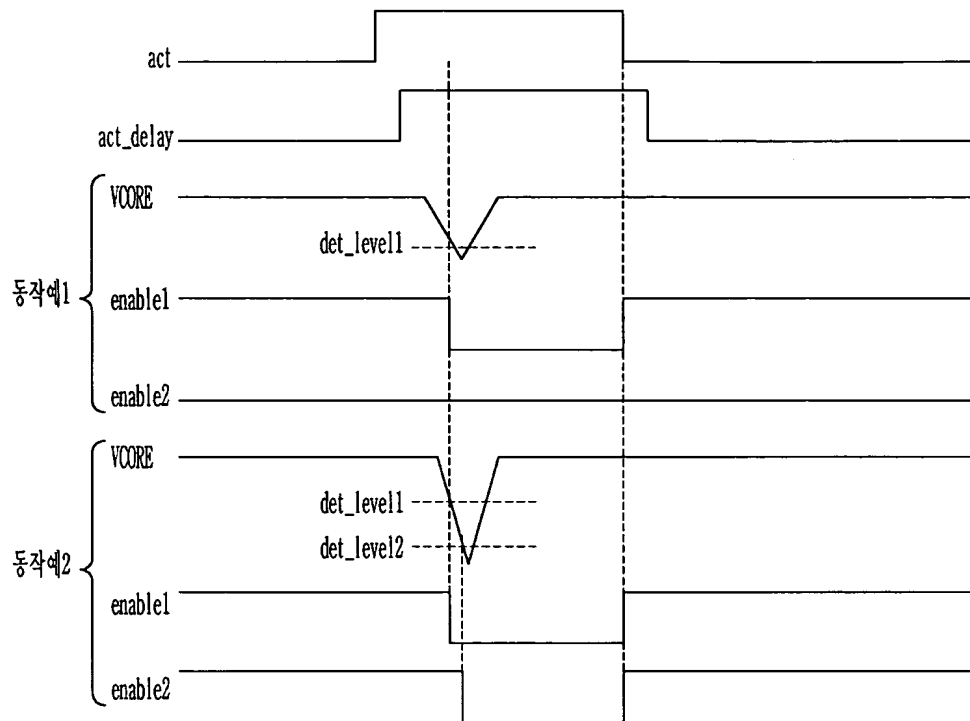 act
act_delay
동작예1
VCORE
det_level1
enable1
enable2
동작예2
VCORE
det_level1
det_level2
enable1
enable2